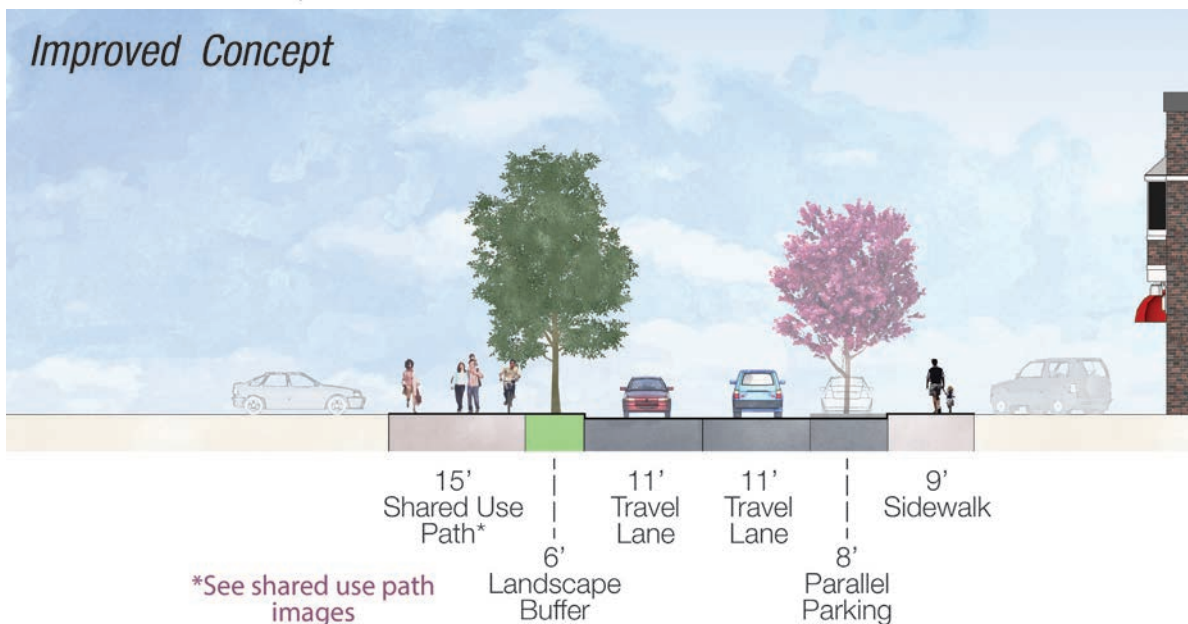 Improved Concept
15'
Shared Use
Path*
6'
Landscape
Buffer
11'
Travel
Lane
11'
Travel
Lane
8'
Parallel
Parking
9'
Sidewalk
*See shared use path
images